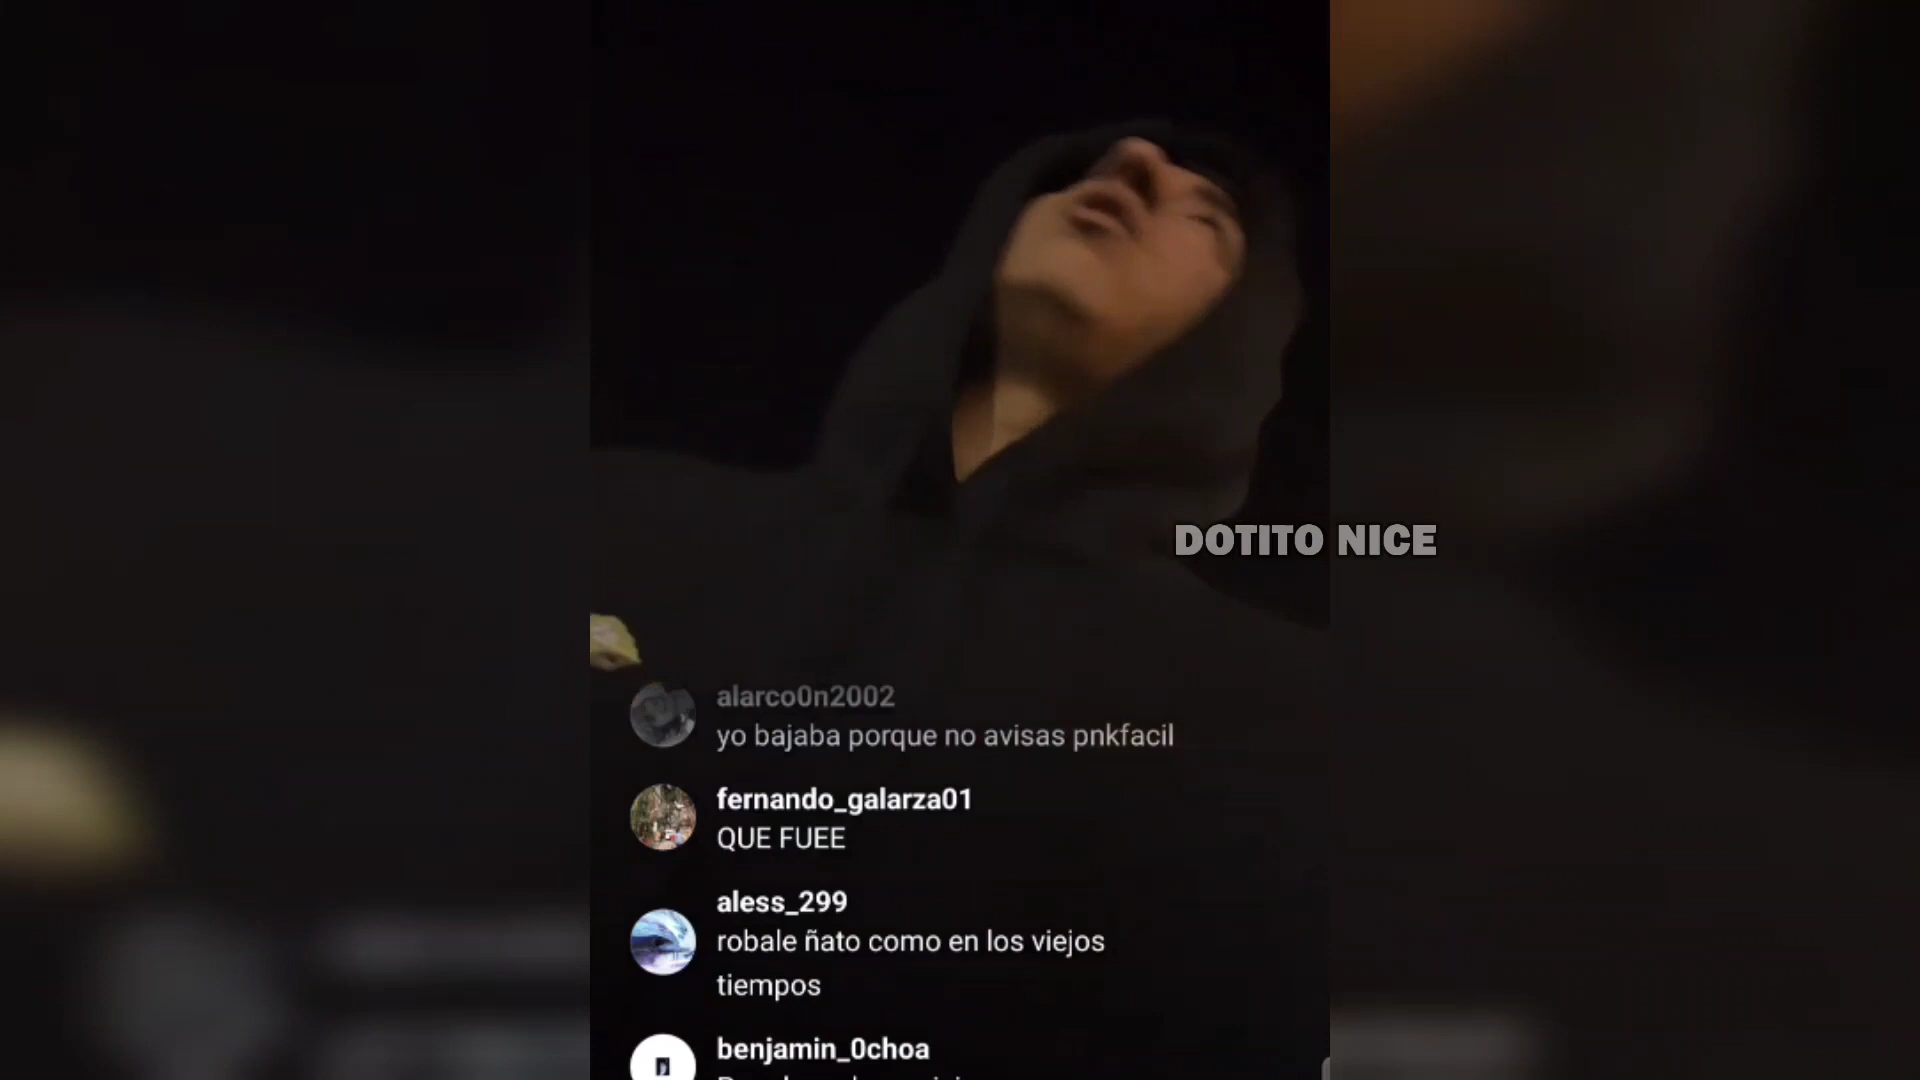 DOTITO NICE
alarco0n2002
yo bajaba porque no avisas pnkfacil
fernando_galarza01
QUE FUEE
aless_299
robale ñato como en los viejos
tiempos
benjamin_0choa